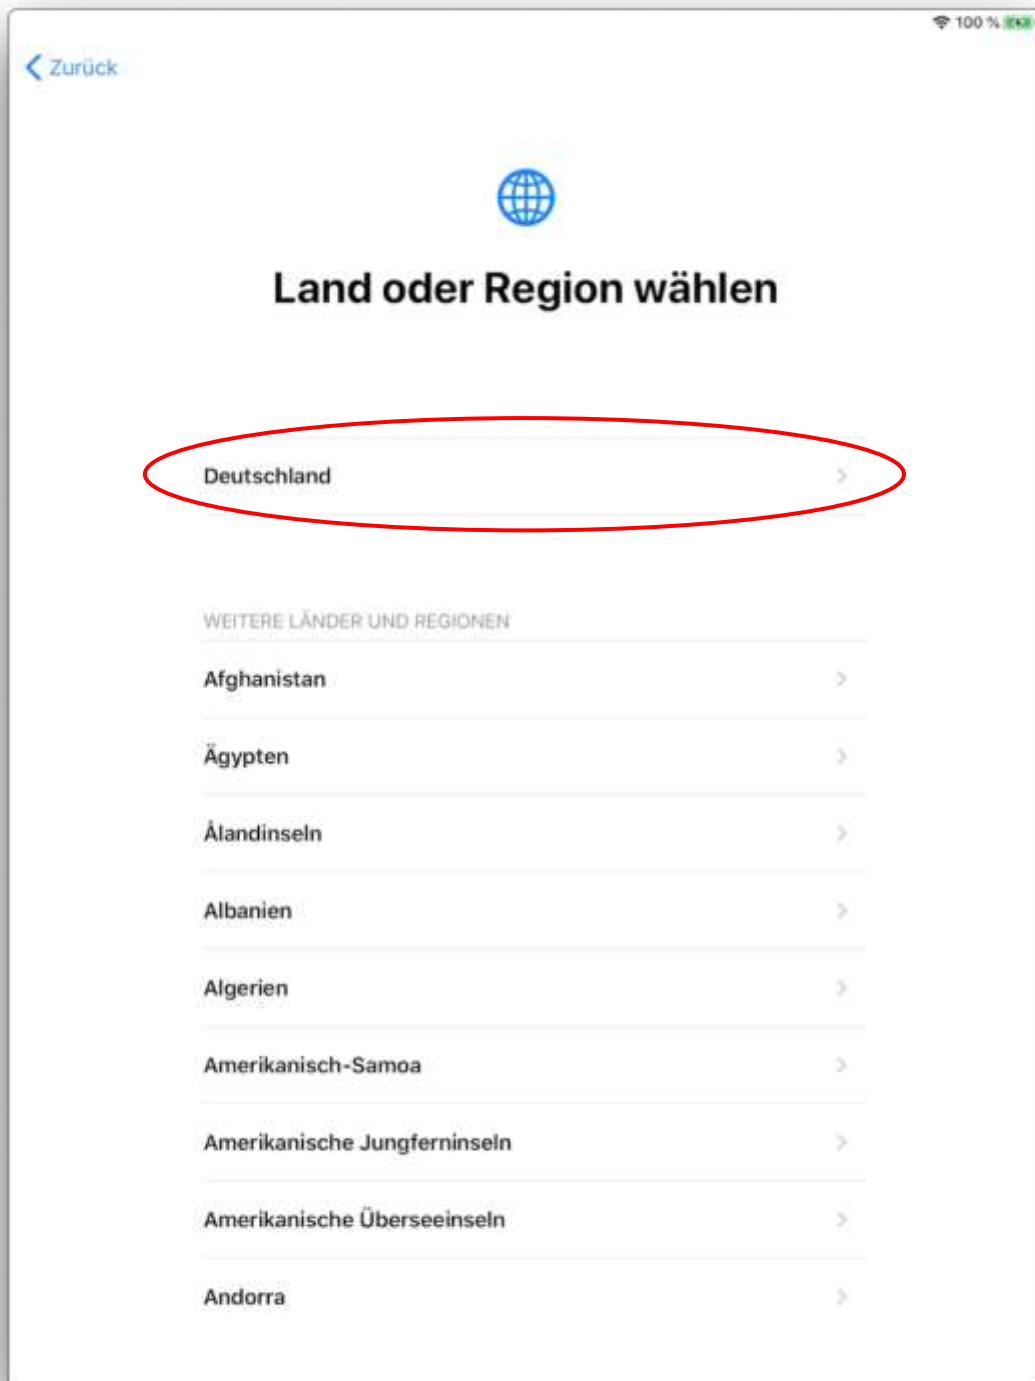 100 %
Zurück
Land oder Region wählen
Deutschland
WEITERE LÄNDER UND REGIONEN
Afghanistan
Ägypten
Ålandinseln
Albanien
Algerien
Amerikanisch-Samoa
Amerikanische Jungferninseln
Amerikanische Überseeinseln
Andorra